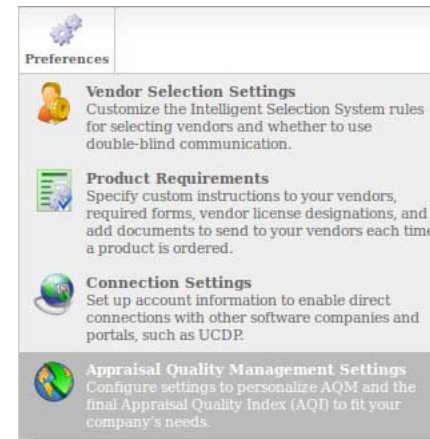 Preferences
Vendor Selection Settings
Customize the Intelligent Selection System rules
for selecting vendors and whether to use
double-blind communication.
Product Requirements
Specify custom instructions to your vendors,
required forms, vendor license designations, and
add documents to send to your vendors each time
a product is ordered.
Connection Settings
Set up account information to enable direct
connections with other software companies and
portals, such as UCDP.
Appraisal Quality Management Settings
Configure settings to personalize AQM and the
final Appraisal Quality Index (AQI) to fit your
company's needs.